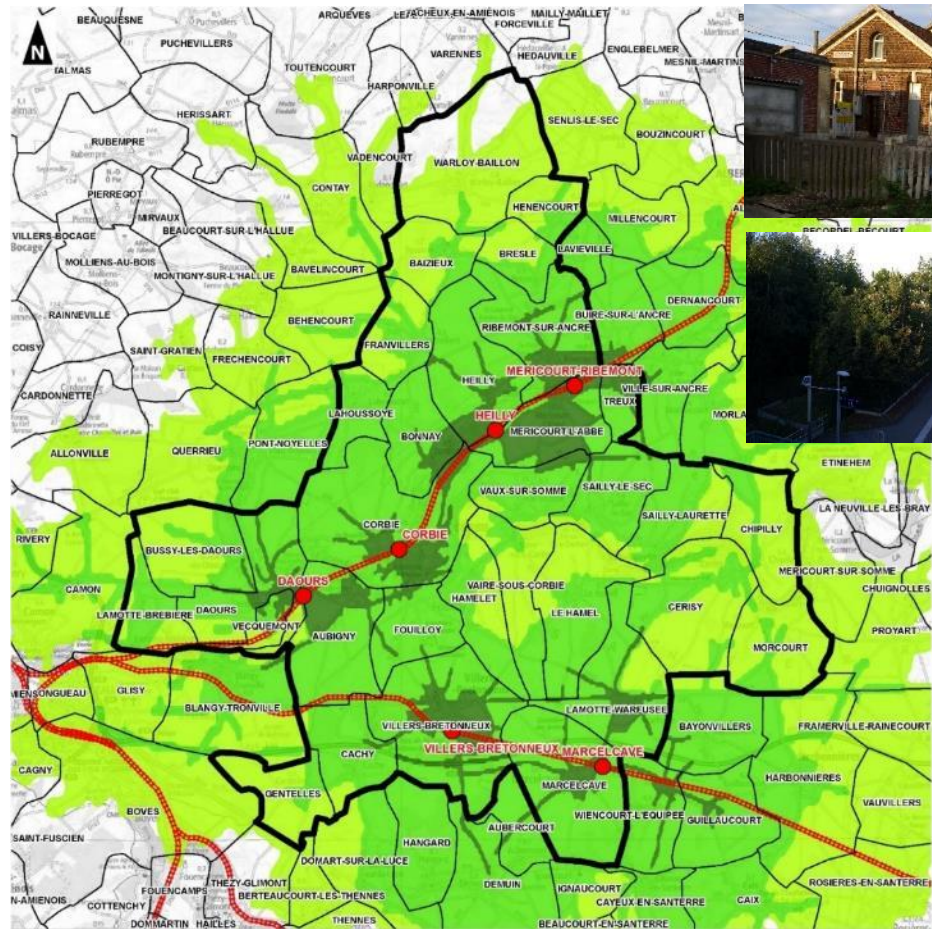 BEAUQUESNE
ARQUEVES
MAILLY-MAILLET
PUCHEVILLERS
FORCEVILLE
N
VARENNES
HEDAUVILLE
ENGLEBELMER
TALMAS
TOUTENCOURT
HARPONVILLE
HERISSART
SENLIS-LE-SEC
RUBEMPRE
VADENCOURT
WARLOY-BAILLON
BOUZINCOURT
PIERREGOT
CONTAY
MIRVAUX
HENENCOURT
MILLENCOURT
VILLERS-BOCAGE
BEAUCOURT-SUR-L'HALLUE
BRESLE
LAVIEVILLE
MOLLIENS-AU-BOIS
BAVELINCOURT
BAIZIEUX
MONTIGNY-SUR-L'HALLUE
DERNANCOURT
RAINNEVILLE
BEHENCOURT
BUIRE-SUR-L'ANCRE
RIBEMONT-SUR-ANCRE
COISY
SAINT-GRATIEN
FRANVILLERS
FRECHENCOURT
MERICOURT-RIBEMONT
HEILLY
VILLE-SUR-ANCRE
CARDONNETTE
TREUX
LAHOUSSOYE
HEILLY
BONNAY
MERICOURT-L'ABBE
PONT-NOYELLES
ALLONVILLE
QUERRIEU
ETINEHEM
VAUX-SUR-SOMME
SAILLY-LE-SEC
LA NEUVILLE-LES-BRAY
SAILLY-LAURETTE
CORBIE
CHIPILLY
RIVERY
CORBIE
BUSSY-LES-DAOURS
MERICOURT-SUR-SOMME
DAOURS
VAIRE-SOUS-CORBIE
CHUIGNOLLES
CAMON
HAMELET
LE HAMEL
CERISY
LAMOTTE-BREBIERE
DAOURS
VECQUEMONT
FOUILLOY
PROYART
AUBIGNY
MORCOURT
GLISY
BLANGY-TRONVILLE
LAMOTTE-WARFUSEE
VILLERS-BRETONNEUX
BAYONVILLERS
FRAMERVILLE-RAINECOURT
VILLERS-BRETONNEUX
MARCELCAVE
CACHY
CAGNY
HARBONNIERES
GENTELLES
MARCELCAVE
BOVES
VAUVILLERS
WIENCOURT-L'EQUIPEE
GUILLAUCOURT
AUBERCOURT
SAINT-FUSCIEN
HANGARD
DOMART-SUR-LA-LUCE
THEZY-GLIMONT
DEMUIN
IGNAUCOURT
ROSIERES-EN-SANTERRE
FOUENCAMPS
BERTEAUCOURT-LES-THENNES
CAYEUX-EN-SANTERRE
CAIX
COTTENCHY
DOMMARTIN
HAILLES
THENNES
BEAUCOURT-EN-SANTERRE